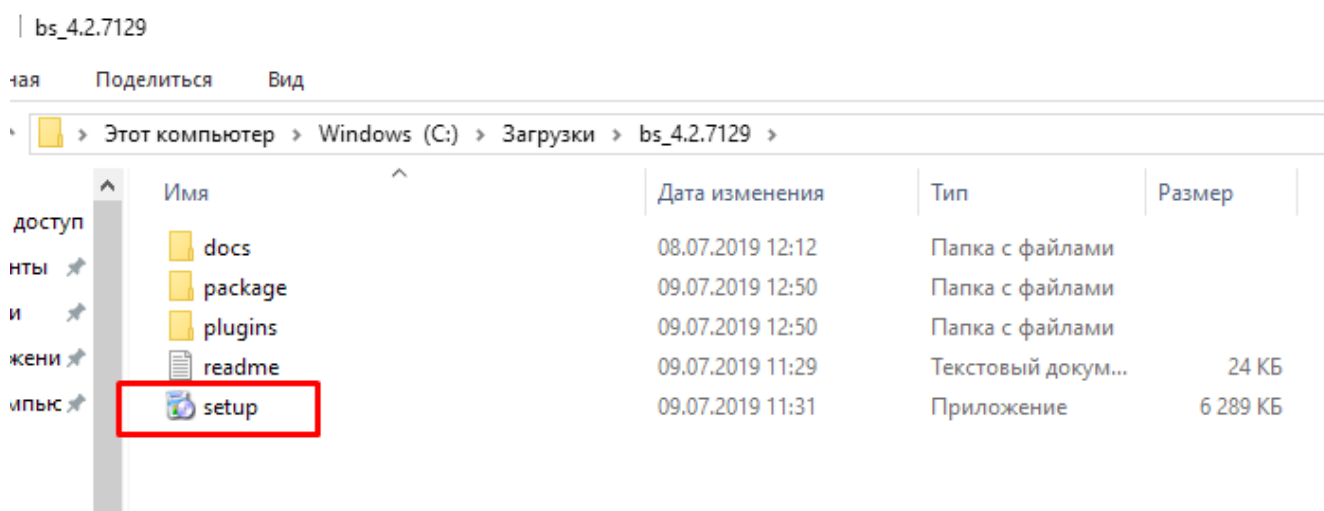 bs_4.2.7129
ная Поделиться Вид
Этот компьютер Windows (C:) Загрузки bs_4.2.7129
Имя Дата изменения Тип Размер
доступ
нты
и
жени
мпьк
docs 08.07.2019 12:12 Папка с файлами
package 09.07.2019 12:50 Папка с файлами
plugins 09.07.2019 12:50 Папка с файлами
readme 09.07.2019 11:29 Текстовый докум... 24 КБ
setup 09.07.2019 11:31 Приложение 6 289 КБ